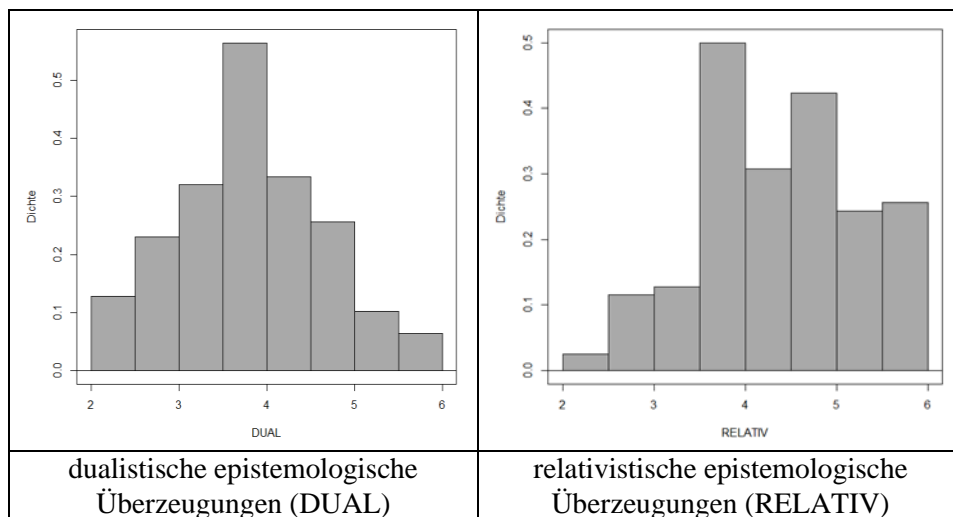 0.5
0.4
0.3
0.2
0.1
0.0
Dichte
2 3 4 5 6
DUAL
0.5
0.4
0.3
0.2
0.1
0.0
Dichte
2 3 4 5 6
RELATIV
dualistische epistemologische
Überzeugungen (DUAL)
relativistische epistemologische
Überzeugungen (RELATIV)